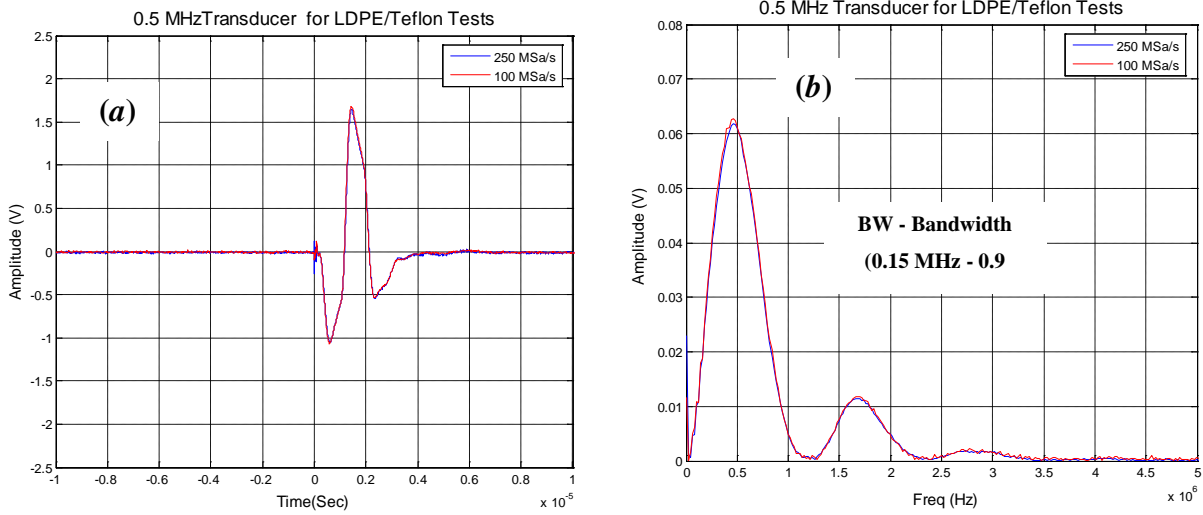 0.5 MHzTransducer for LDPE/Teflon Tests
2.5
2
1.5
1
0.5
0
-0.5
-1
-1.5
-2
-2.5
-1 -0.8 -0.6 -0.4 -0.2 0 0.2 0.4 0.6 0.8 1
x 10-5
Time(Sec)
Amplitude (V)
250 MSa/s
100 MSa/s
(a)
0.5 MHz Transducer for LDPE/Teflon Tests
0.08
0.07
0.06
0.05
0.04
0.03
0.02
0.01
0
0 0.5 1 1.5 2 2.5 3 3.5 4 4.5 5
x 106
Freq (Hz)
Amplitude (V)
250 MSa/s
100 MSa/s
(b)
BW - Bandwidth
(0.15 MHz - 0.9